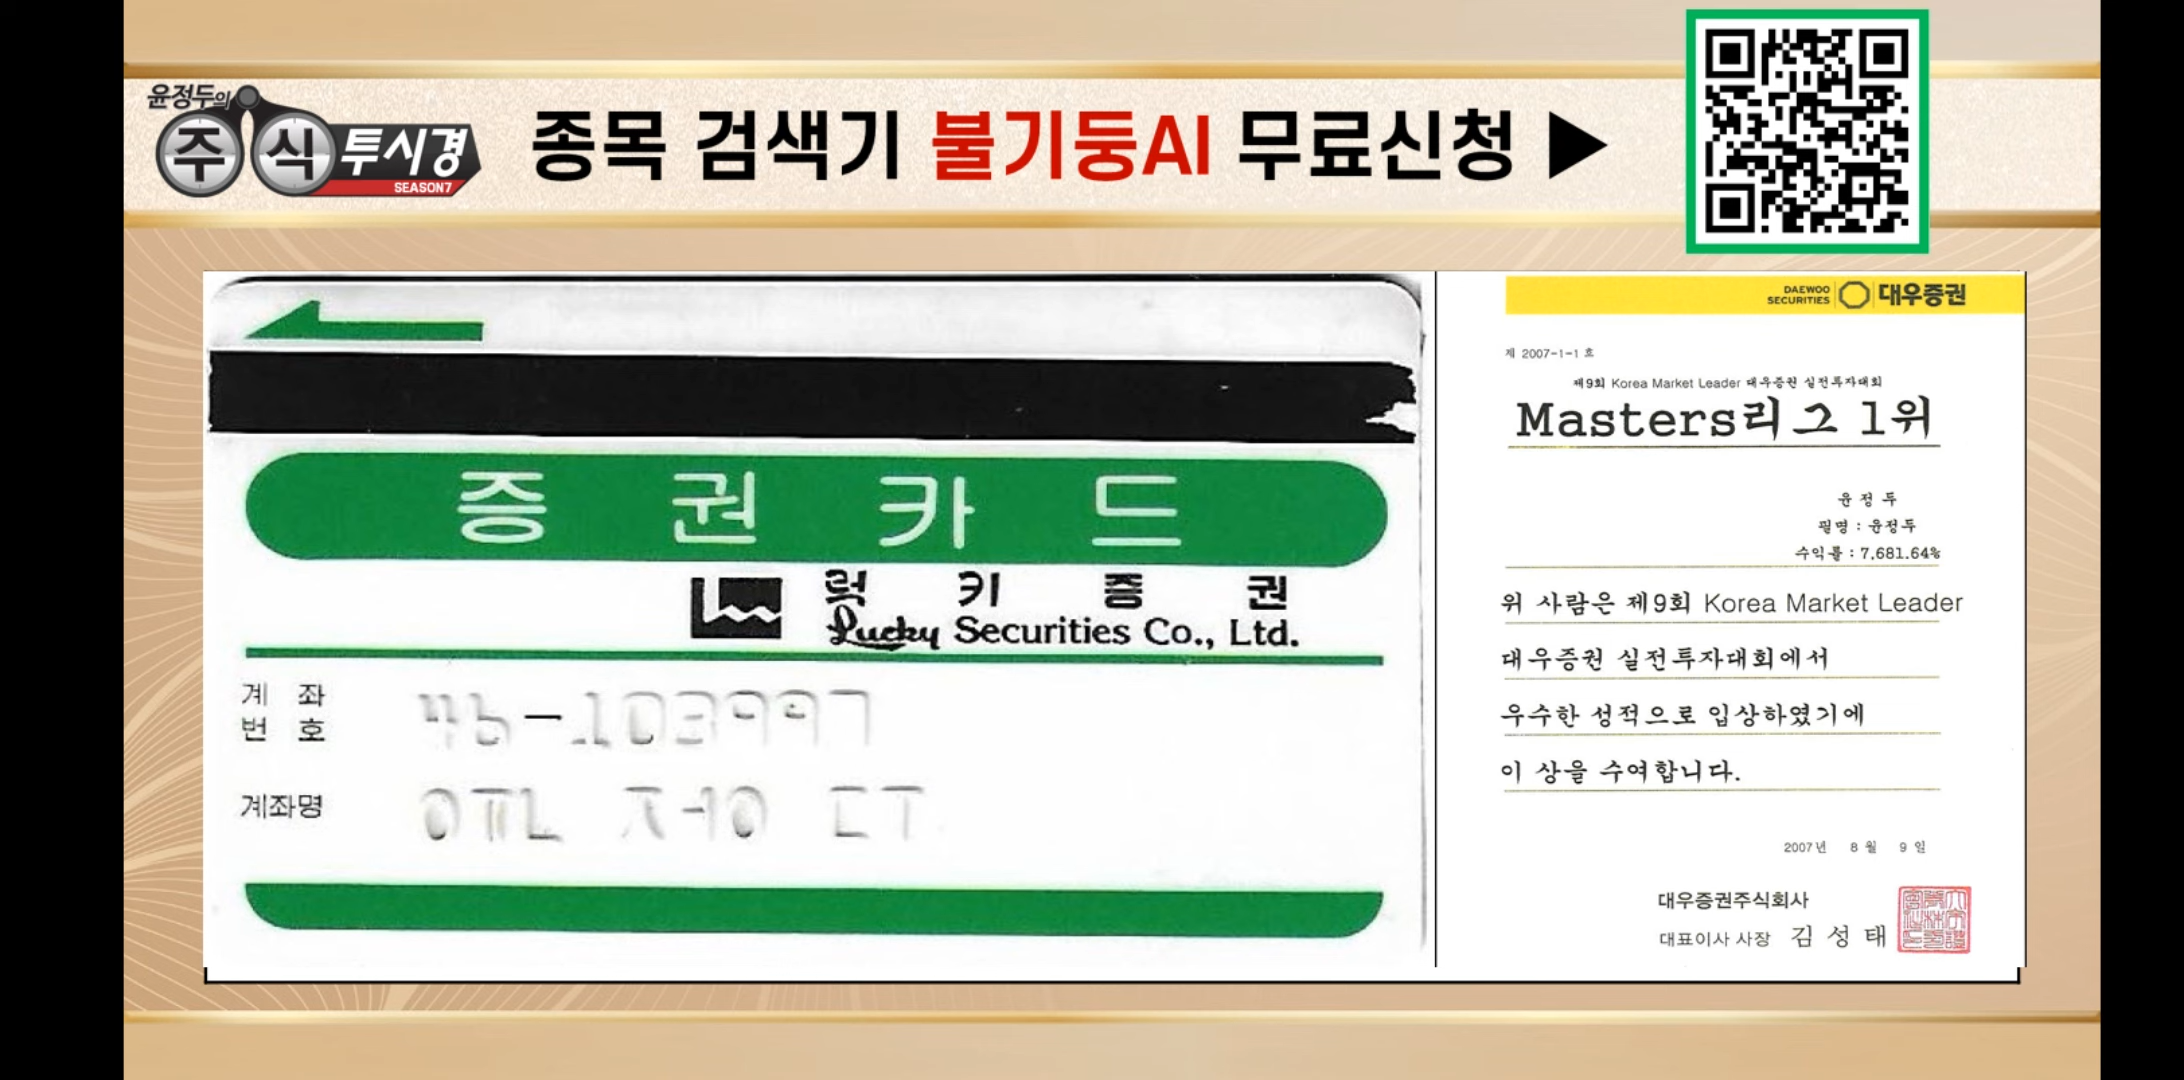 윤정두의
주식투시경
SEASON7
종목 검색기 불기둥AI 무료신청 ▶
증권카드
럭키증권
Lucky Securities Co., Ltd.
계좌
번호
46-103997
계좌명
DAEWOO
SECURITIES
대우증권
제 2007-1-1 호
제9회 Korea Market Leader 대우증권 실전투자대회
Masters리그 1위
윤정두
필명 : 윤정두
수익률 : 7,681.64%
위 사람은 제9회 Korea Market Leader
대우증권 실전투자대회에서
우수한 성적으로 입상하였기에
이 상을 수여합니다.
2007년 8월 9일
대우증권주식회사
대표이사 사장 김성태